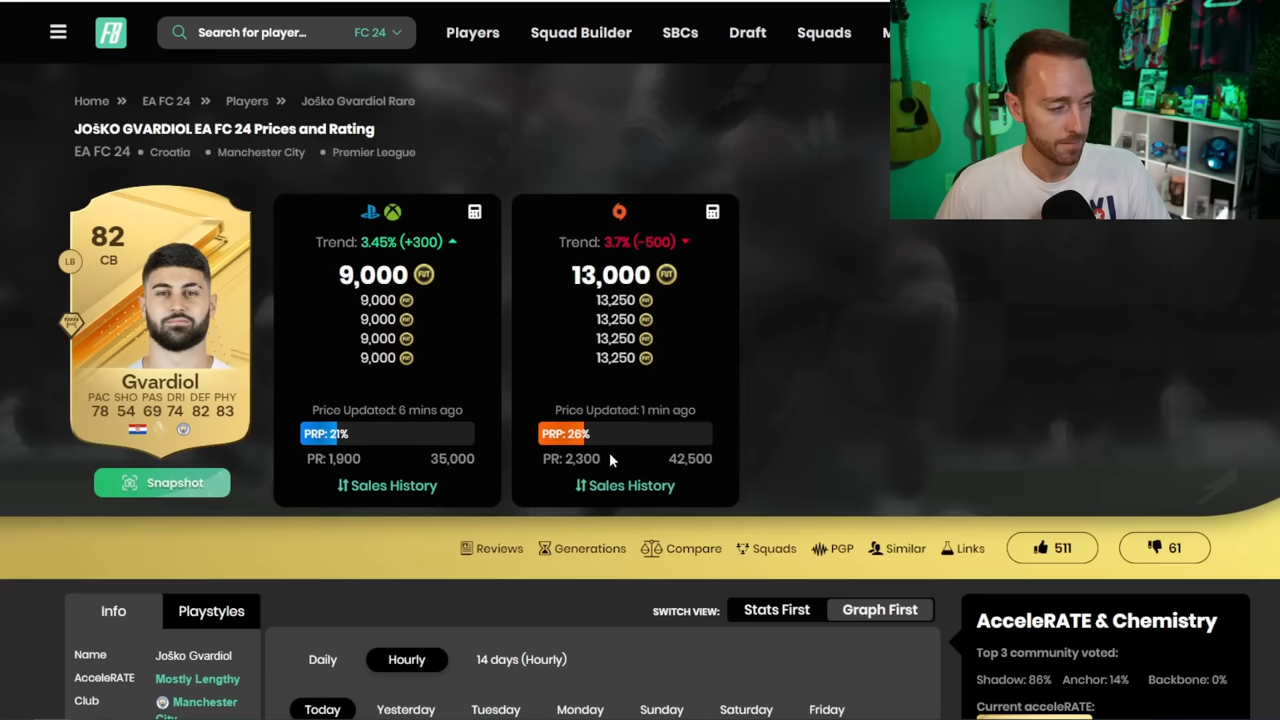 FB
Search for player...
FC 24
Players
Squad Builder
SBCs
Draft
Squads
M
Home » EA FC 24 » Players » Joško Gvardiol Rare
JOšKO GVARDIOL EA FC 24 Prices and Rating
EA FC 24 • Croatia • Manchester City • Premier League
82
CB
LB
Gvardiol
PAC SHO PAS DRI DEF PHY
78 54 69 74 82 83
Snapshot
Trend: 3.45% (+300)
9,000 FUT
9,000
9,000
9,000
9,000
Price Updated: 6 mins ago
PRP: 21%
PR: 1,900 35,000
Sales History
Trend: 3.7% (-500)
13,000 FUT
13,250
13,250
13,250
13,250
Price Updated: 1 min ago
PRP: 26%
PR: 2,300 42,500
Sales History
Reviews
Generations
Compare
Squads
PGP
Similar
Links
511
61
Info
Playstyles
Name Joško Gvardiol
AcceleRATE Mostly Lengthy
Club Manchester
City
SWITCH VIEW:
Stats First
Graph First
Daily
Hourly
14 days (Hourly)
Today
Yesterday
Tuesday
Monday
Sunday
Saturday
Friday
AcceleRATE & Chemistry
Top 3 community voted:
Shadow: 86% Anchor: 14% Backbone: 0%
Current acceleRATE: